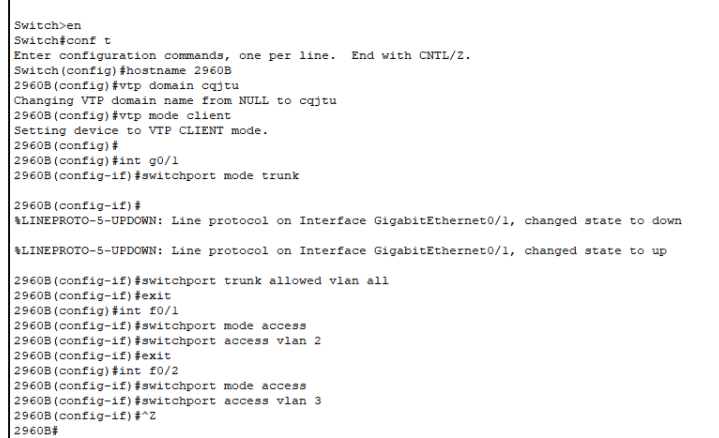 Switch>en
Switch#conf t
Enter configuration commands, one per line.  End with CNTL/Z.
Switch(config)#hostname 2960B
2960B(config)#vtp domain cqjtu
Changing VTP domain name from NULL to cqjtu
2960B(config)#vtp mode client
Setting device to VTP CLIENT mode.
2960B(config)#
2960B(config)#int g0/1
2960B(config-if)#switchport mode trunk
2960B(config-if)#
%LINEPROTO-5-UPDOWN: Line protocol on Interface GigabitEthernet0/1, changed state to down
%LINEPROTO-5-UPDOWN: Line protocol on Interface GigabitEthernet0/1, changed state to up
2960B(config-if)#switchport trunk allowed vlan all
2960B(config-if)#exit
2960B(config)#int f0/1
2960B(config-if)#switchport mode access
2960B(config-if)#switchport access vlan 2
2960B(config-if)#exit
2960B(config)#int f0/2
2960B(config-if)#switchport mode access
2960B(config-if)#switchport access vlan 3
2960B(config-if)#^Z
2960B#